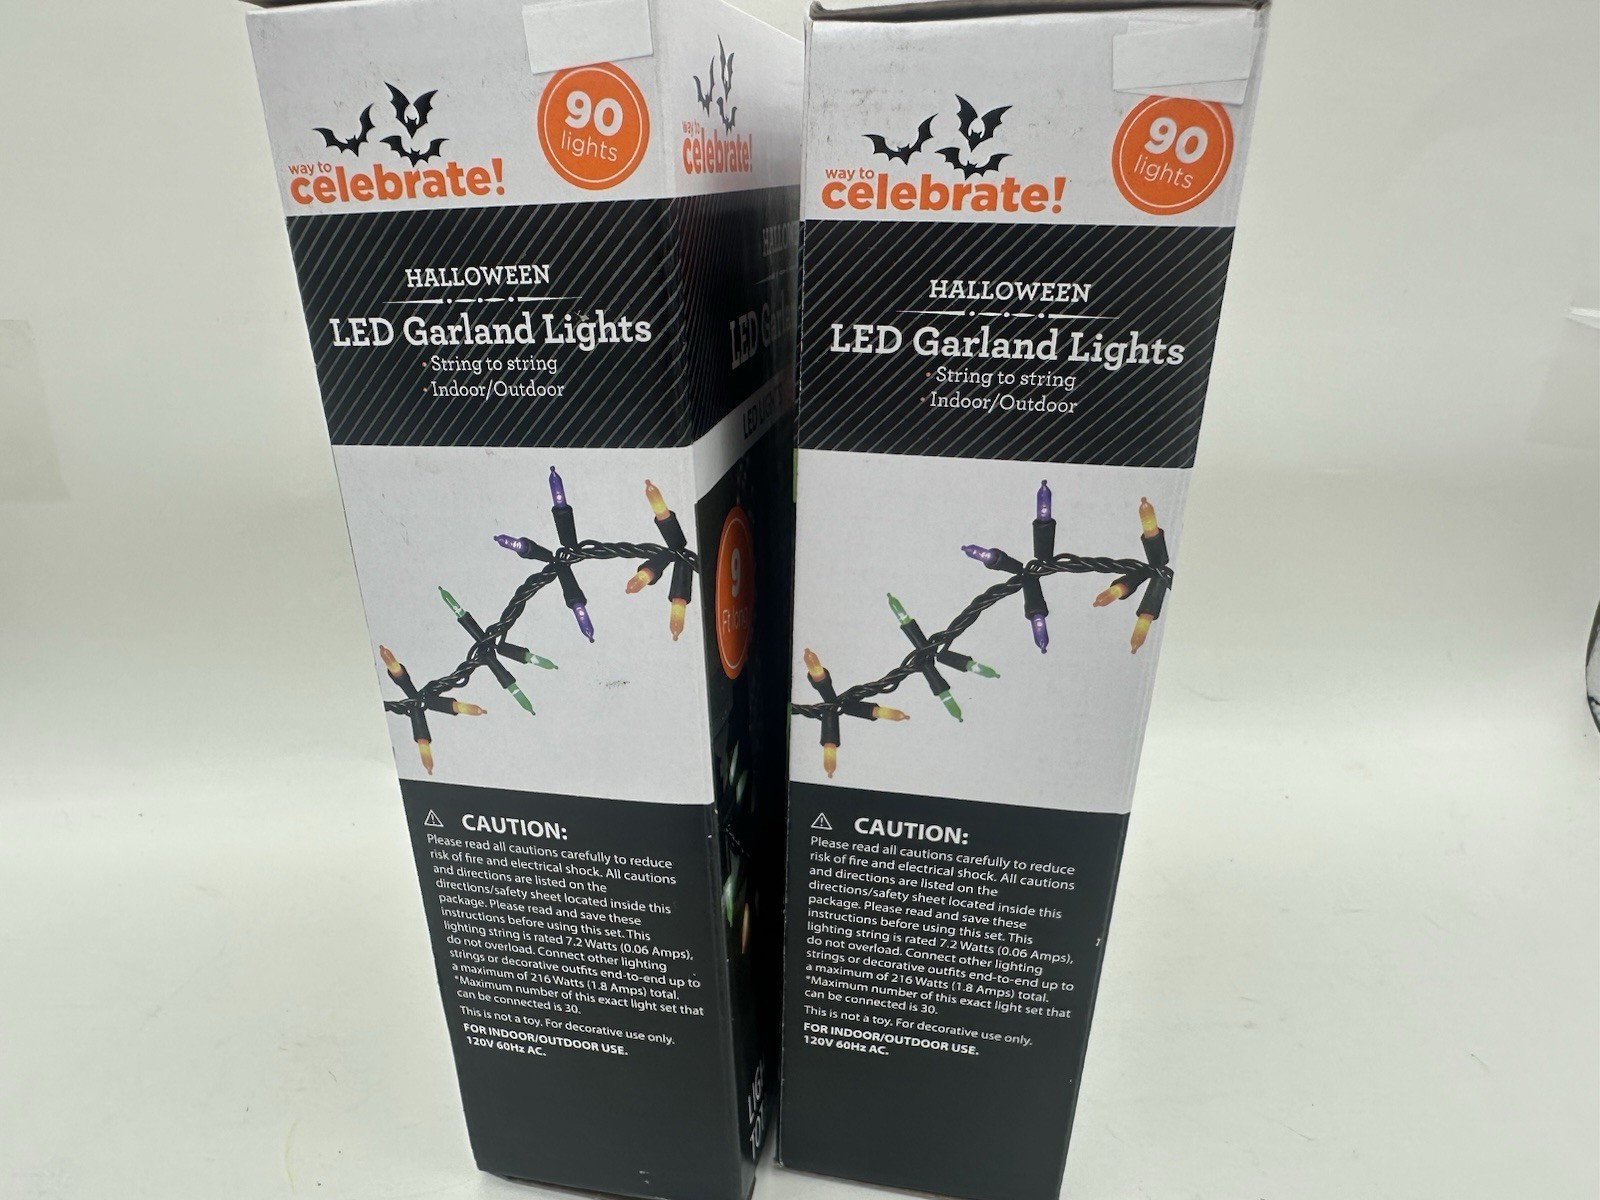 way to
celebrate!
90
lights
HALLOWEEN
LED Garland Lights
• String to string
• Indoor/Outdoor
⚠ CAUTION:
Please read all cautions carefully to reduce
risk of fire and electrical shock. All cautions
and directions are listed on the
directions/safety sheet located inside this
package. Please read and save these
instructions before using this set. This
lighting string is rated 7.2 Watts (0.06 Amps),
do not overload. Connect other lighting
strings or decorative outfits end-to-end up to
a maximum of 216 Watts (1.8 Amps) total.
*Maximum number of this exact light set that
can be connected is 30.
This is not a toy. For decorative use only.
FOR INDOOR/OUTDOOR USE.
120V 60Hz AC.
way to
celebrate!
LED
LED
9
Ft long
way to
celebrate!
90
lights
HALLOWEEN
LED Garland Lights
• String to string
• Indoor/Outdoor
⚠ CAUTION:
Please read all cautions carefully to reduce
risk of fire and electrical shock. All cautions
and directions are listed on the
directions/safety sheet located inside this
package. Please read and save these
instructions before using this set. This
lighting string is rated 7.2 Watts (0.06 Amps),
do not overload. Connect other lighting
strings or decorative outfits end-to-end up to
a maximum of 216 Watts (1.8 Amps) total.
*Maximum number of this exact light set that
can be connected is 30.
This is not a toy. For decorative use only.
FOR INDOOR/OUTDOOR USE.
120V 60Hz AC.